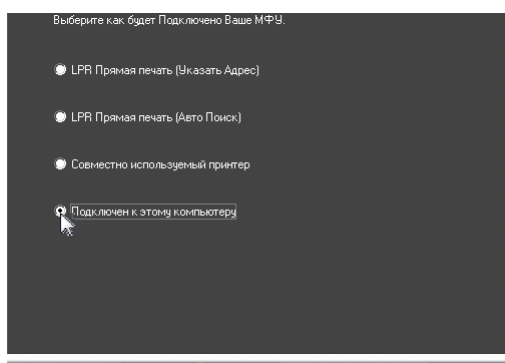 Выберите как будет Подключено Ваше МФУ.
LPR Прямая печать (Указать Адрес)
LPR Прямая печать (Авто Поиск)
Совместно используемый принтер
Подключен к этому компьютеру